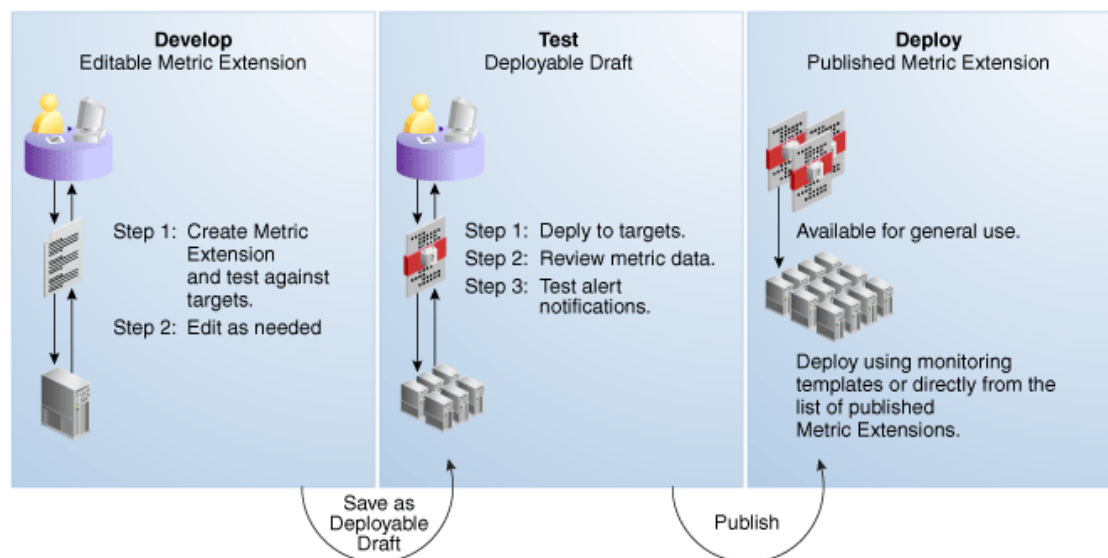 Develop
Editable Metric Extension
Step 1: Create Metric
Extension
and test against
targets.
Step 2: Edit as needed
Test
Deployable Draft
Step 1: Deply to targets.
Step 2: Review metric data.
Step 3: Test alert
notifications.
Deploy
Published Metric Extension
Available for general use.
Deploy using monitoring
templates or directly from the
list of published
Metric Extensions.
Save as
Deployable
Draft
Publish